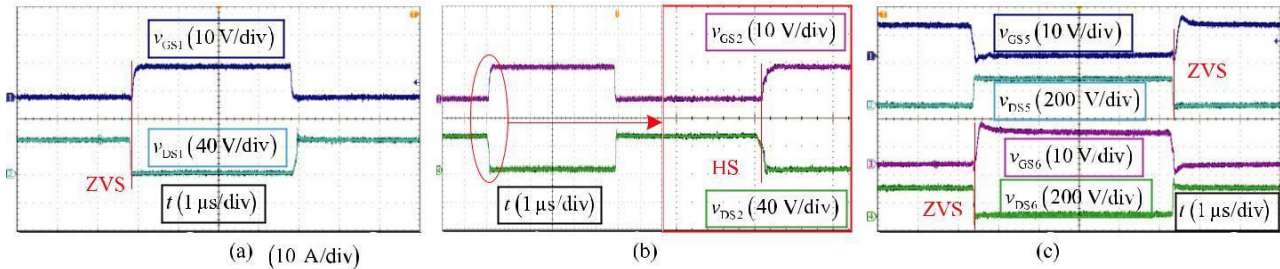 v_GS1 (10 V/div)
ZVS
v_DS1 (40 V/div)
t (1 μs/div)
(a)
(10 A/div)
v_GS2 (10 V/div)
HS
t (1 μs/div)
v_DS2 (40 V/div)
(b)
v_GS5 (10 V/div)
ZVS
v_DS5 (200 V/div)
v_GS6 (10 V/div)
ZVS
v_DS6 (200 V/div)
t (1 μs/div)
(c)